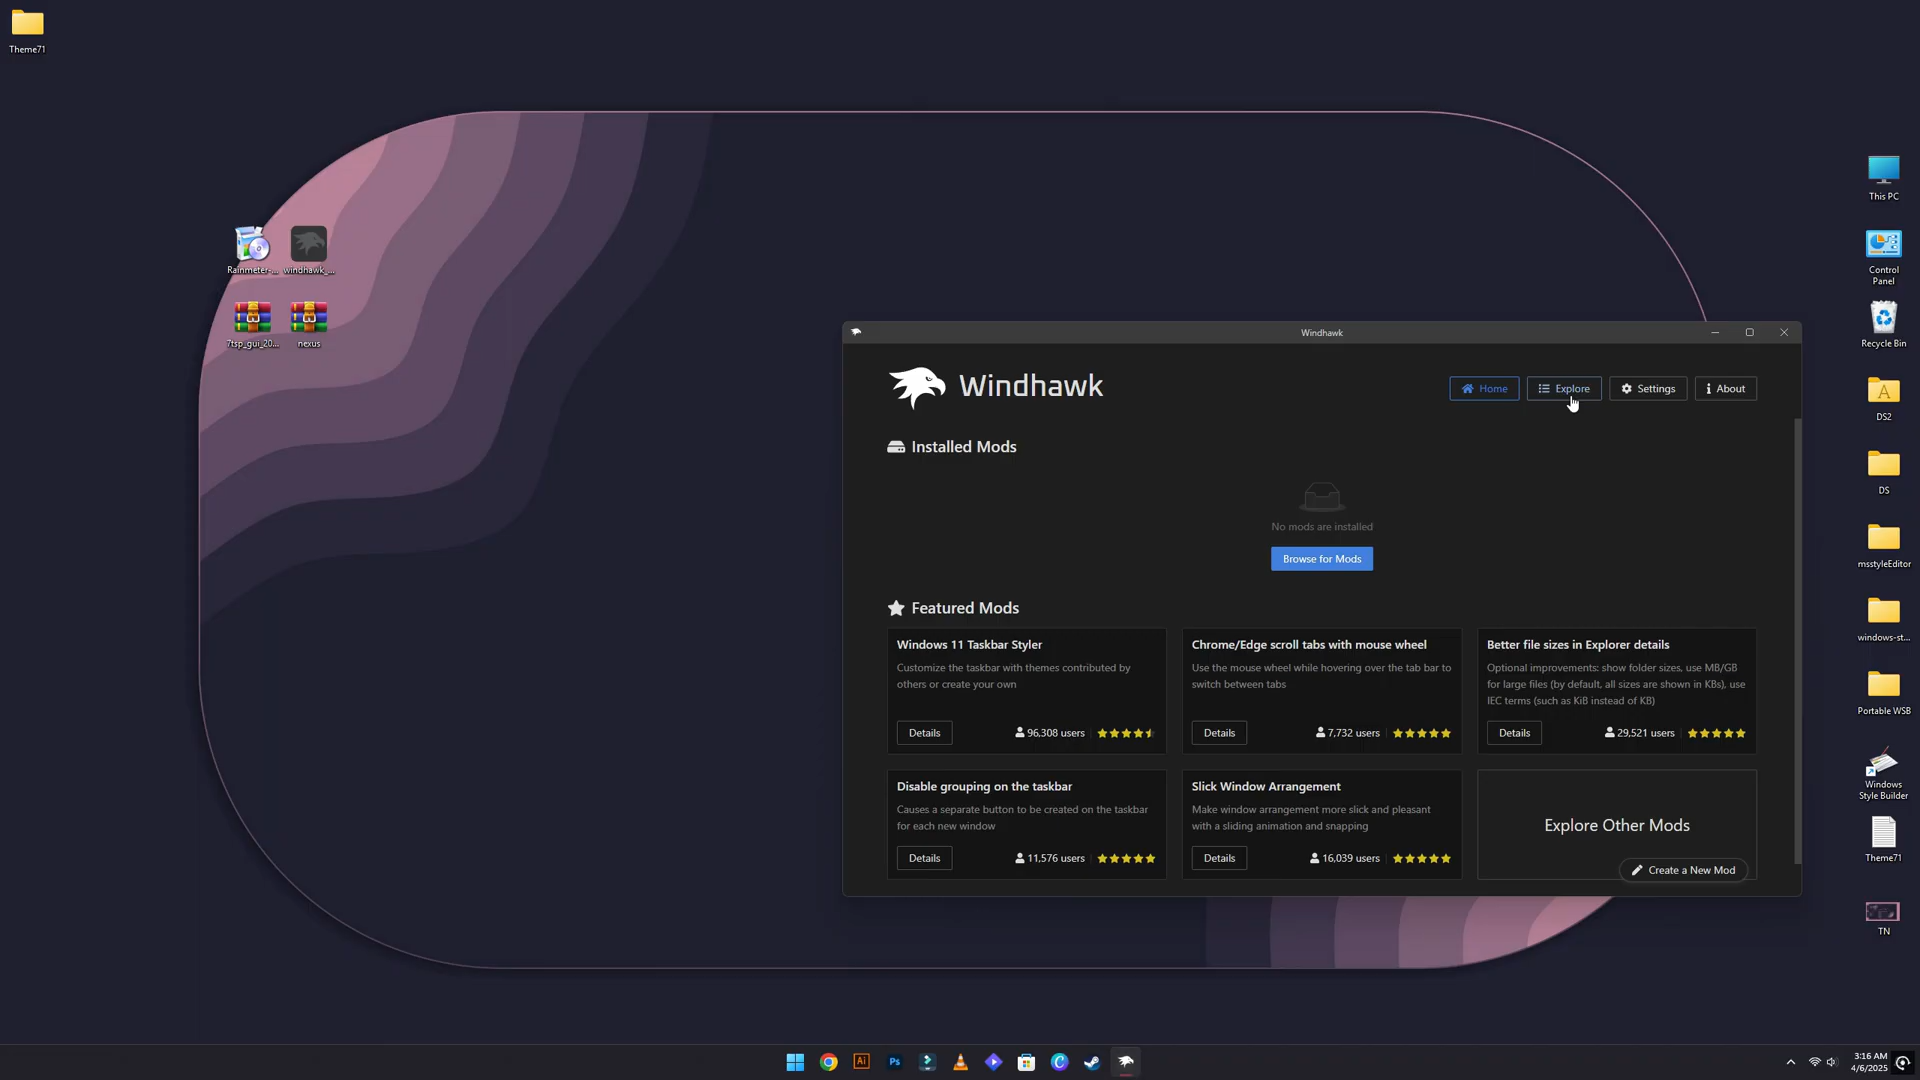 Theme71
Rainmeter-...
windhawk_...
7tsp_gui_20...
nexus
Windhawk
Windhawk
Home
Explore
Settings
About
Installed Mods
No mods are installed
Browse for Mods
Featured Mods
Windows 11 Taskbar Styler
Customize the taskbar with themes contributed by
others or create your own
Details
96,308 users
Chrome/Edge scroll tabs with mouse wheel
Use the mouse wheel while hovering over the tab bar to
switch between tabs
Details
7,732 users
Better file sizes in Explorer details
Optional improvements: show folder sizes, use MB/GB
for large files (by default, all sizes are shown in KBs), use
IEC terms (such as KiB instead of KB)
Details
29,521 users
Disable grouping on the taskbar
Causes a separate button to be created on the taskbar
for each new window
Details
11,576 users
Slick Window Arrangement
Make window arrangement more slick and pleasant
with a sliding animation and snapping
Details
16,039 users
Explore Other Mods
Create a New Mod
This PC
Control
Panel
Recycle Bin
A
DS2
DS
msstyleEditor
windows-st...
Portable WSB
Windows
Style Builder
Theme71
TN
Ai
Ps
3:16 AM
4/6/2025